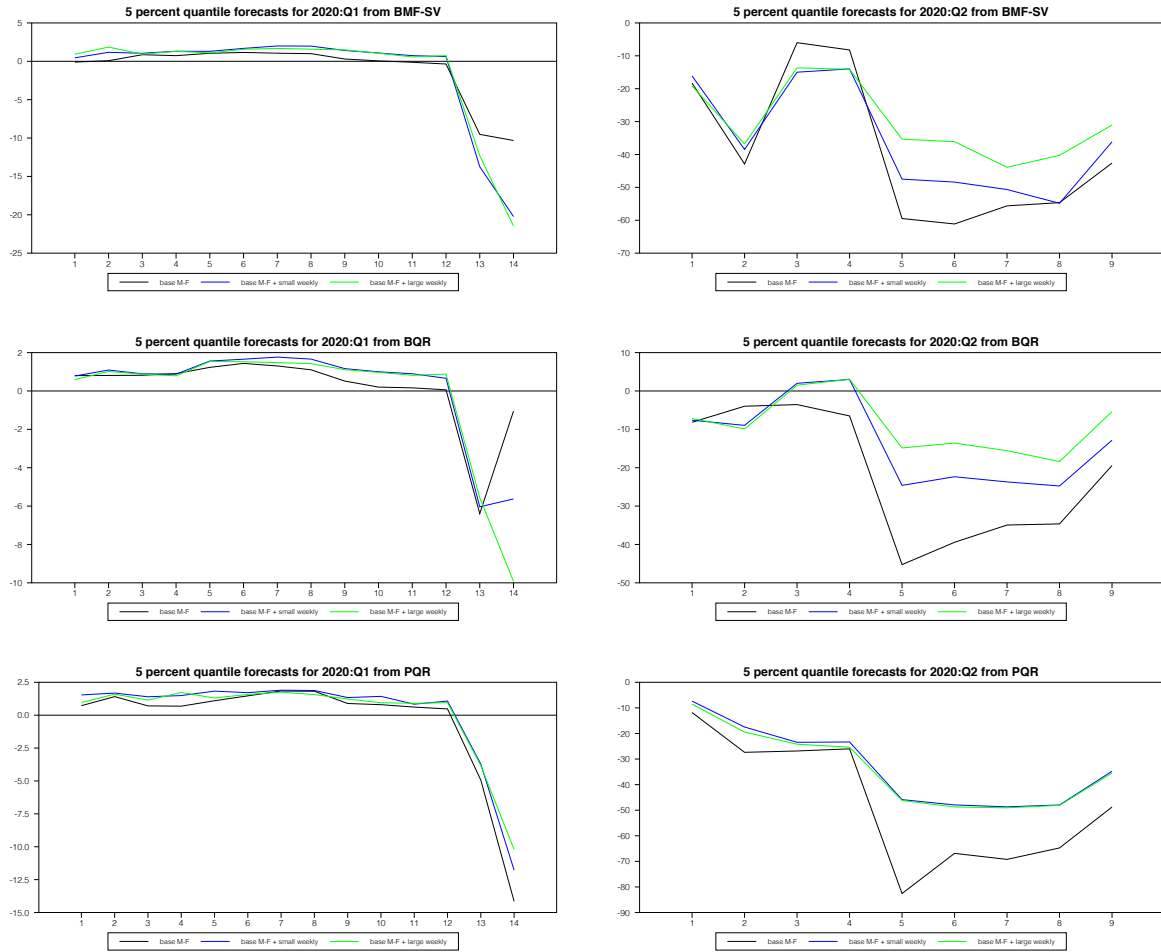 5 percent quantile forecasts for 2020:Q1 from BMF-SV
5
0
-5
-10
-15
-20
-25
1 2 3 4 5 6 7 8 9 10 11 12 13 14
base M-F base M-F + small weekly base M-F + large weekly
5 percent quantile forecasts for 2020:Q2 from BMF-SV
0
-10
-20
-30
-40
-50
-60
-70
1 2 3 4 5 6 7 8 9
base M-F base M-F + small weekly base M-F + large weekly
5 percent quantile forecasts for 2020:Q1 from BQR
2
0
-2
-4
-6
-8
-10
1 2 3 4 5 6 7 8 9 10 11 12 13 14
base M-F base M-F + small weekly base M-F + large weekly
5 percent quantile forecasts for 2020:Q2 from BQR
10
0
-10
-20
-30
-40
-50
1 2 3 4 5 6 7 8 9
base M-F base M-F + small weekly base M-F + large weekly
5 percent quantile forecasts for 2020:Q1 from PQR
2.5
0.0
-2.5
-5.0
-7.5
-10.0
-12.5
-15.0
1 2 3 4 5 6 7 8 9 10 11 12 13 14
base M-F base M-F + small weekly base M-F + large weekly
5 percent quantile forecasts for 2020:Q2 from PQR
0
-10
-20
-30
-40
-50
-60
-70
-80
-90
1 2 3 4 5 6 7 8 9
base M-F base M-F + small weekly base M-F + large weekly